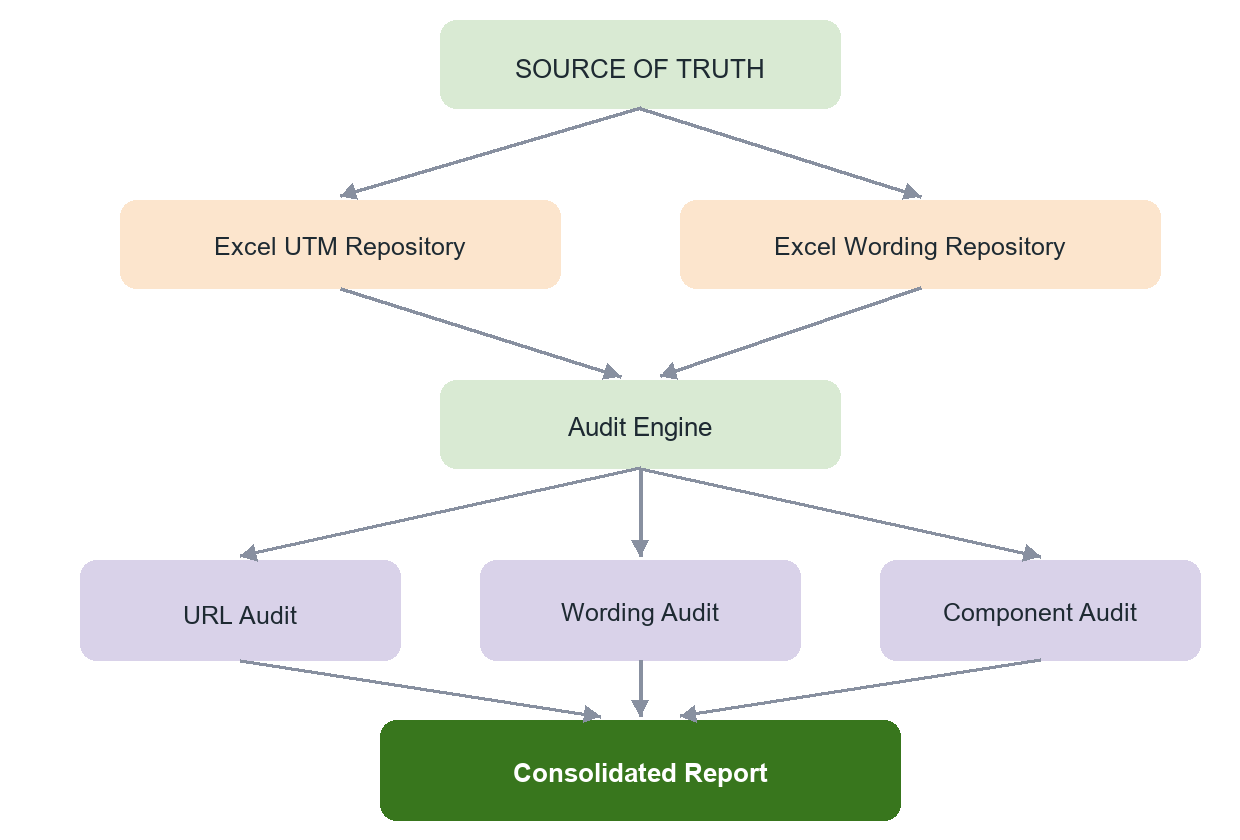 SOURCE OF TRUTH
Excel UTM Repository
Excel Wording Repository
Audit Engine
URL Audit
Wording Audit
Component Audit
Consolidated Report